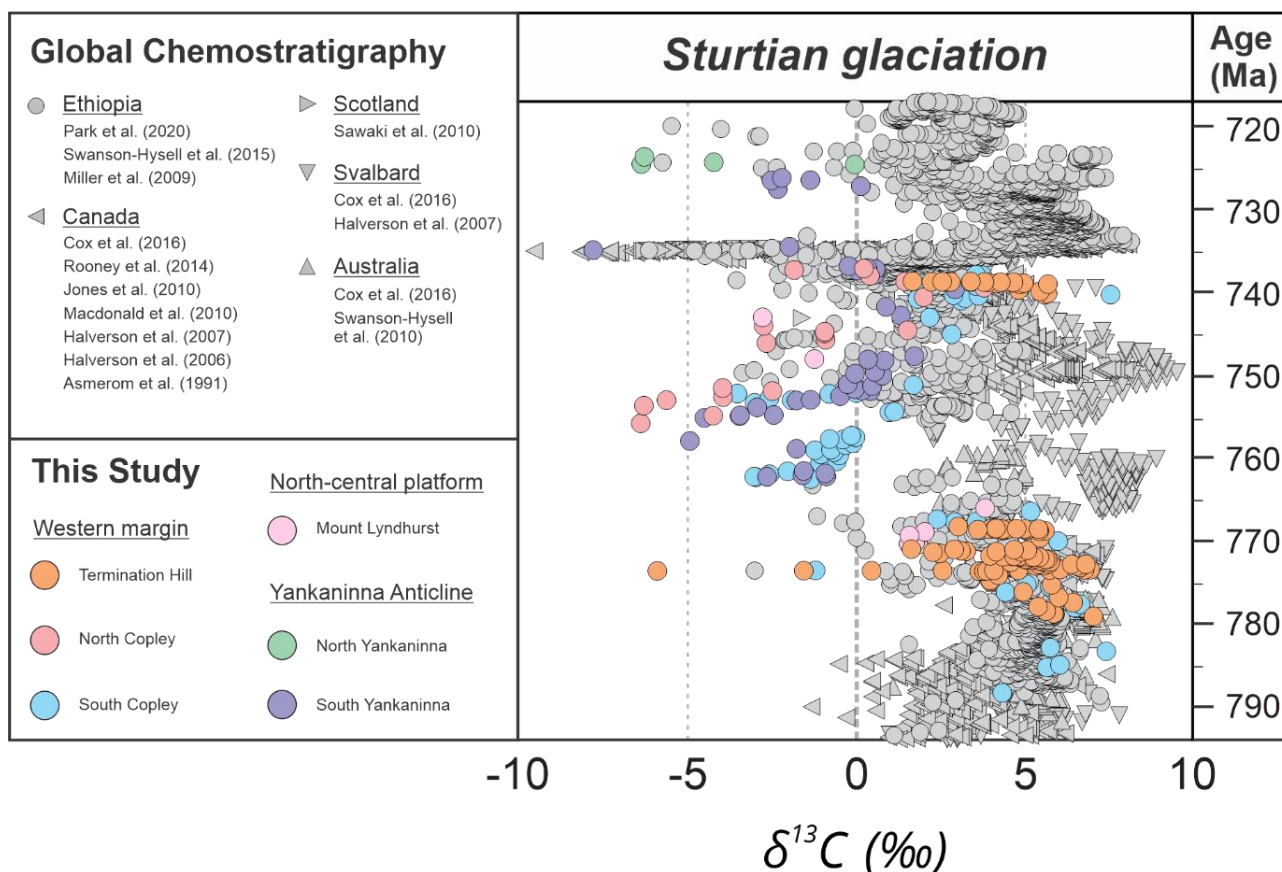 Global Chemostratigraphy
Ethiopia
Park et al. (2020)
Swanson-Hysell et al. (2015)
Miller et al. (2009)
Canada
Cox et al. (2016)
Rooney et al. (2014)
Jones et al. (2010)
Macdonald et al. (2010)
Halverson et al. (2007)
Halverson et al. (2006)
Asmerom et al. (1991)
Scotland
Sawaki et al. (2010)
Svalbard
Cox et al. (2016)
Halverson et al. (2007)
Australia
Cox et al. (2016)
Swanson-Hysell
et al. (2010)
This Study
Western margin
Termination Hill
North Copley
South Copley
North-central platform
Mount Lyndhurst
Yankaninna Anticline
North Yankaninna
South Yankaninna
Sturtian glaciation
Age
(Ma)
720
730
740
750
760
770
780
790
-10 -5 0 5 10
δ¹³C (‰)